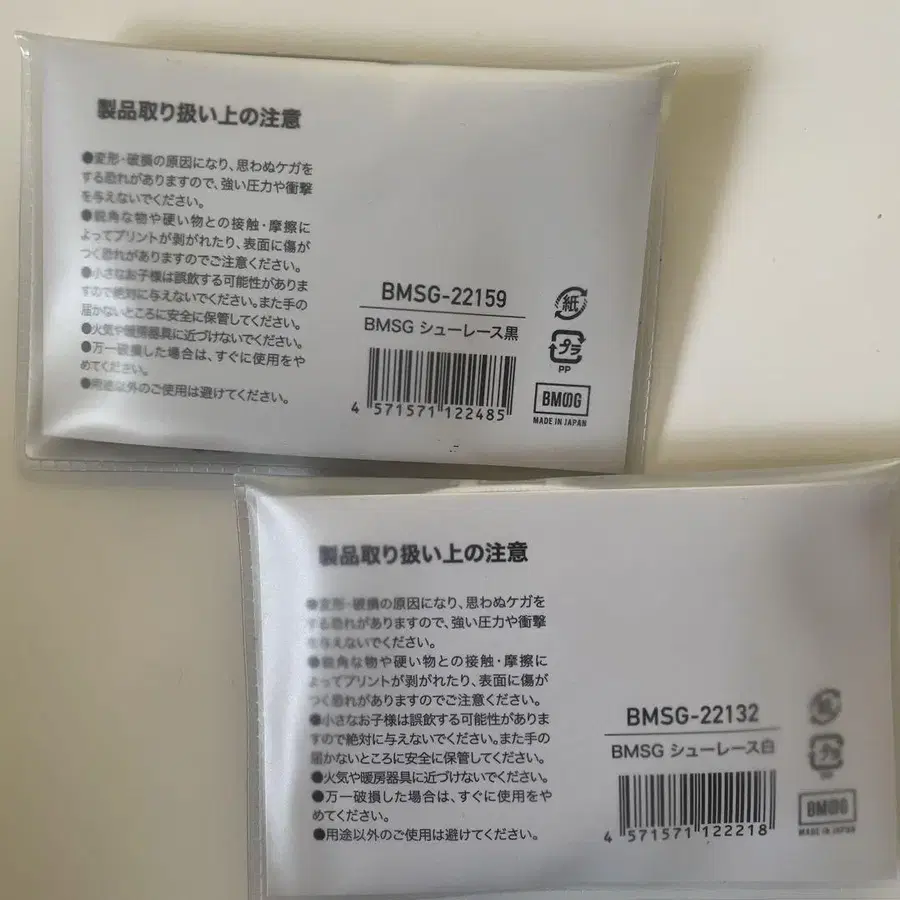 製品取り扱い上の注意
●変形・破損の原因になり、思わぬケガを
する恐れがありますので、強い圧力や衝撃
を与えないでください。
●鋭角な物や硬い物との接触・摩擦に
よってプリントが剥がれたり、表面に傷が
つく恐れがありますのでご注意ください。
●小さなお子様は誤飲する可能性がありま
すので絶対に与えないでください。また手の
届かないところに安全に保管してください。
●火気や暖房器具に近づけないでください。
●万一破損した場合は、すぐに使用をや
めてください。
●用途以外のご使用は避けてください。
BMSG-22159
BMSG シューレース黒
4 571571 122485
紙
プラ
PP
BMSG
MADE IN JAPAN
製品取り扱い上の注意
●変形・破損の原因になり、思わぬケガを
する恐れがありますので、強い圧力や衝撃
を与えないでください。
●鋭角な物や硬い物との接触・摩擦に
よってプリントが剥がれたり、表面に傷が
つく恐れがありますのでご注意ください。
●小さなお子様は誤飲する可能性がありま
すので絶対に与えないでください。また手の
届かないところに安全に保管してください。
●火気や暖房器具に近づけないでください。
●万一破損した場合は、すぐに使用をや
めてください。
●用途以外のご使用は避けてください。
BMSG-22132
BMSG シューレース白
4 571571 122218
紙
プラ
PP
BMSG
MADE IN JAPAN